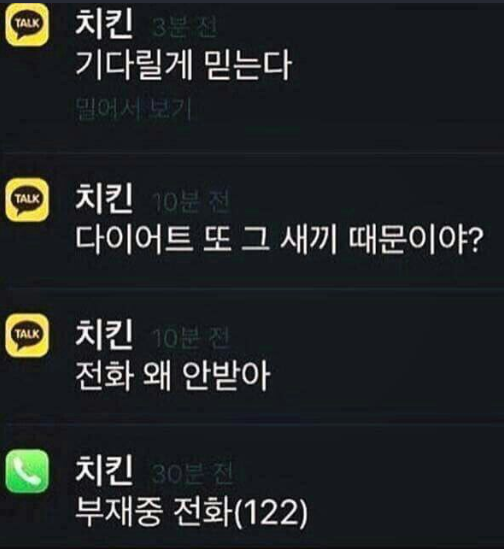 TALK
치킨 3분 전
기다릴게 믿는다
밀어서 보기
TALK
치킨 10분 전
다이어트 또 그 새끼 때문이야?
TALK
치킨 10분 전
전화 왜 안받아
치킨 30분 전
부재중 전화(122)